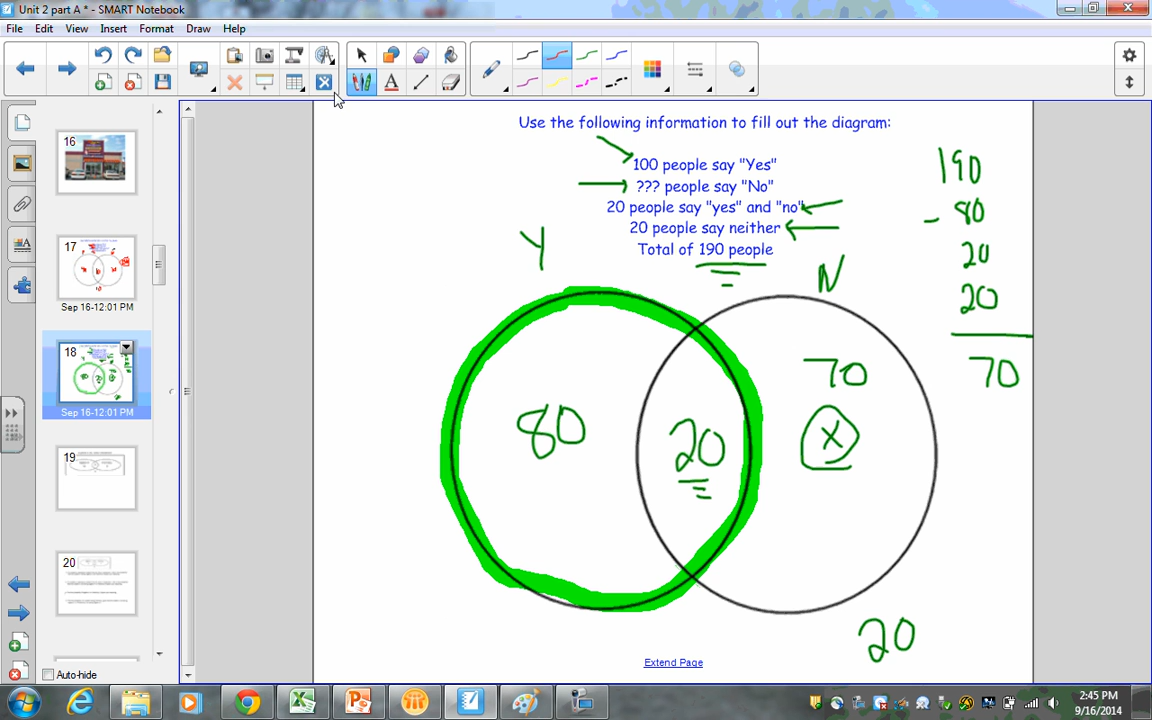 Unit 2 part A * - SMART Notebook
File Edit View Insert Format Draw Help
16
17
Sep 16-12:01 PM
18
Sep 16-12:01 PM
19
20
Auto-hide
Use the following information to fill out the diagram:
100 people say "Yes"
??? people say "No"
20 people say "yes" and "no"
20 people say neither
Total of 190 people
190
- 80
20
20
70
Y
N
80
20
70
x
20
Extend Page
2:45 PM
9/16/2014